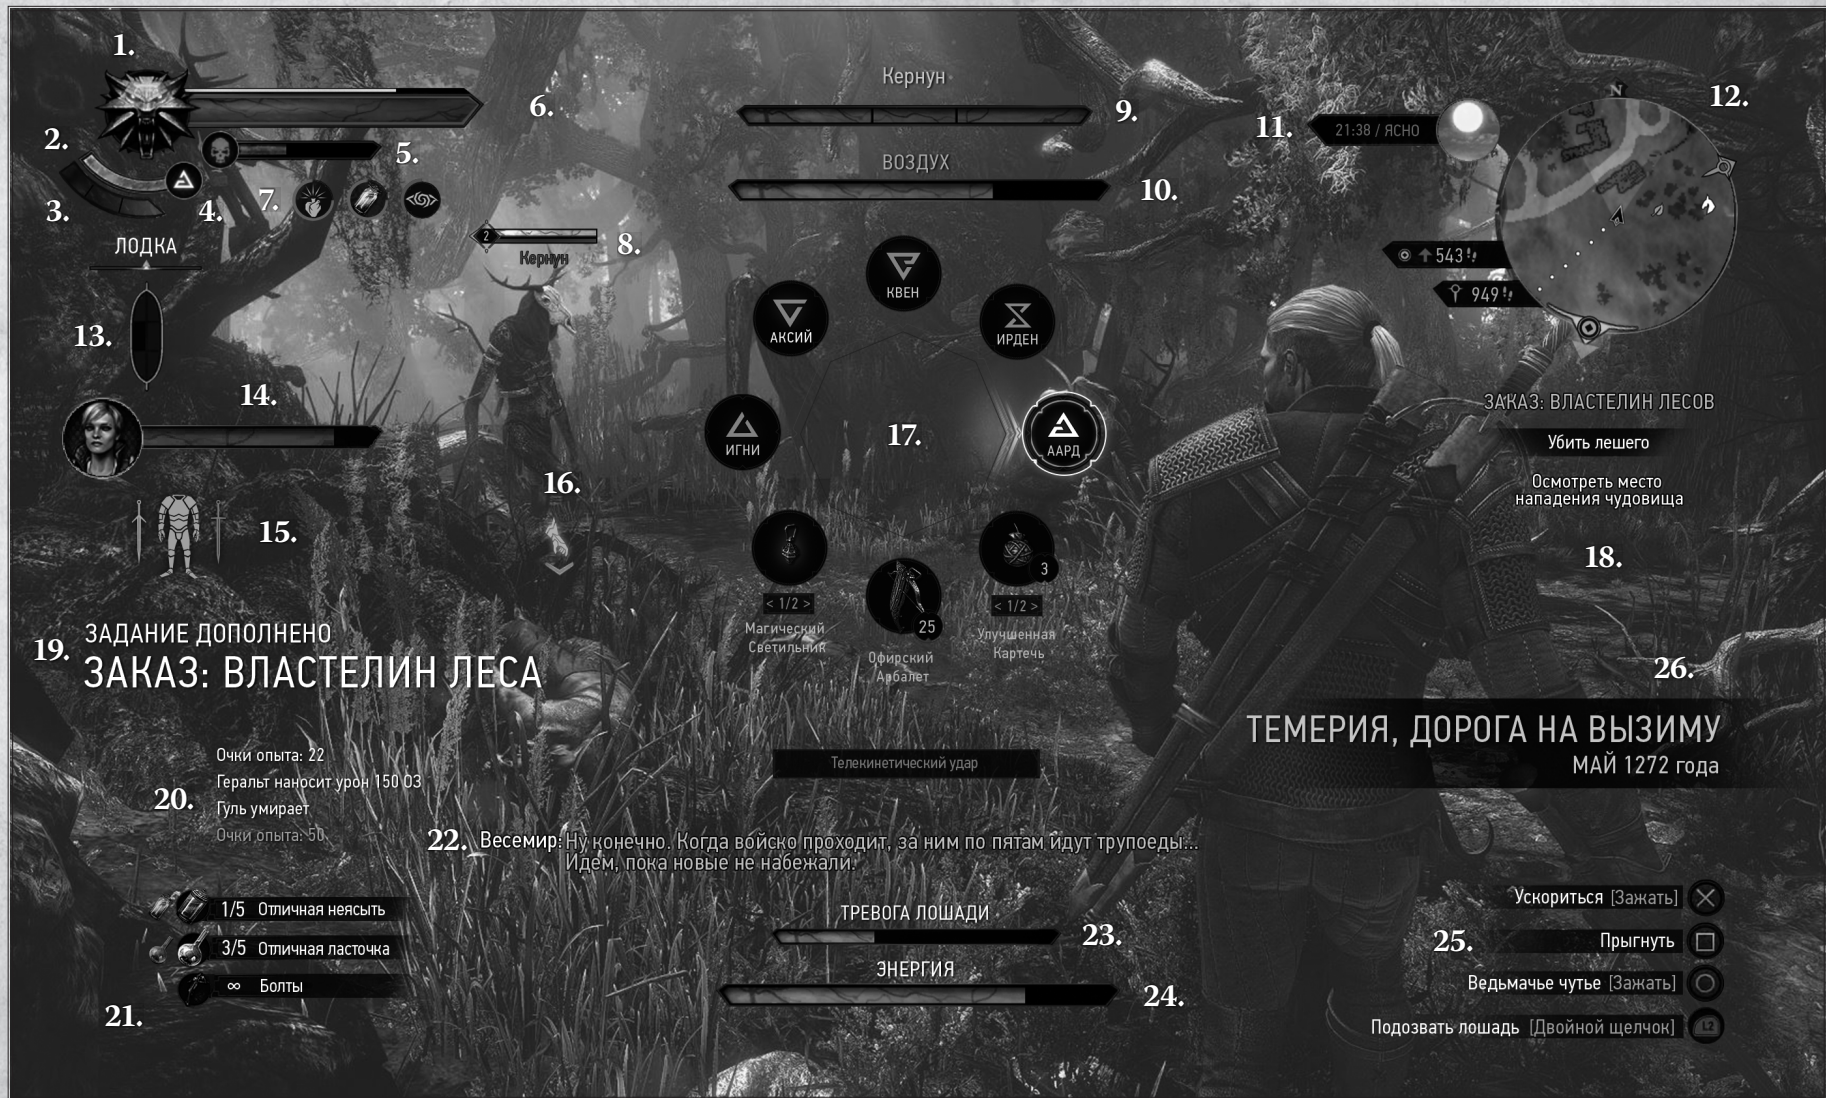 1.
2.
3.
4.
5.
6.
7.
8.
2
Кернун
Кернун
9.
ВОЗДУХ
10.
11.
21:38 / ЯСНО
12.
N
543
949
ЛОДКА
13.
14.
15.
16.
КВЕН
АКСИЙ
ИРДЕН
ИГНИ
17.
ААРД
3
< 1/2 >
25
< 1/2 >
Магический
Светильник
Офирский
Арбалет
Улучшенная
Картечь
Телекинетический удар
ЗАКАЗ: ВЛАСТЕЛИН ЛЕСОВ
Убить лешего
Осмотреть место
нападения чудовища
18.
19.
ЗАДАНИЕ ДОПОЛНЕНО
ЗАКАЗ: ВЛАСТЕЛИН ЛЕСА
20.
Очки опыта: 22
Геральт наносит урон 150 ОЗ
Гуль умирает
Очки опыта: 50
26.
ТЕМЕРИЯ, ДОРОГА НА ВЫЗИМУ
МАЙ 1272 года
22. Весемир: Ну конечно. Когда войско проходит, за ним по пятам идут трупоеды...
Идем, пока новые не набежали.
1/5 Отличная неясыть
3/5 Отличная ласточка
∞ Болты
21.
ТРЕВОГА ЛОШАДИ
23.
ЭНЕРГИЯ
24.
25.
Ускориться [Зажать]
Прыгнуть
Ведьмачье чутье [Зажать]
Подозвать лошадь [Двойной щелчок] L2